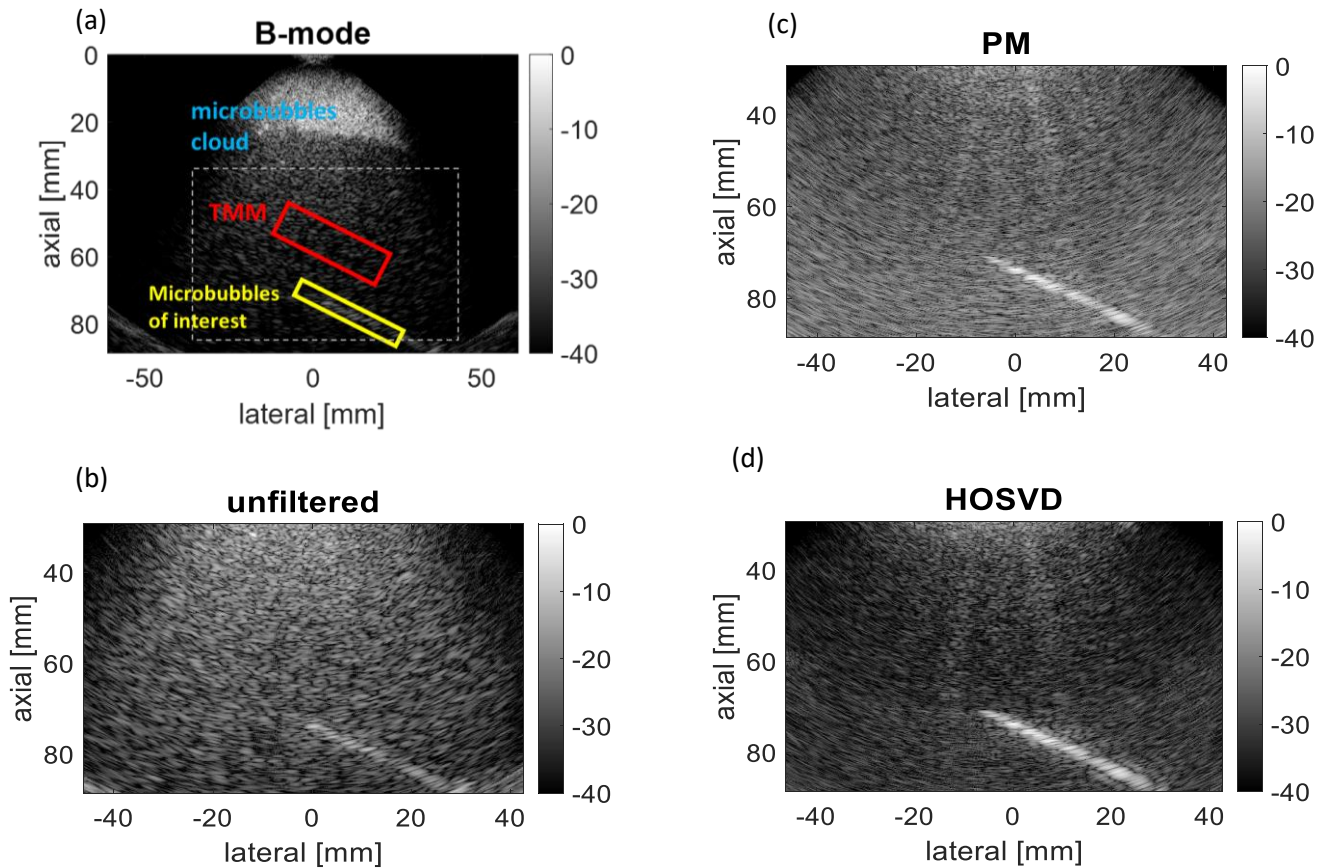 (a)
B-mode
0
20
40
60
80
axial [mm]
microbubbles
cloud
TMM
Microbubbles
of interest
-50
0
50
lateral [mm]
0
-10
-20
-30
-40
(c)
PM
40
60
80
axial [mm]
-40
-20
0
20
40
lateral [mm]
0
-10
-20
-30
-40
(b)
unfiltered
40
60
80
axial [mm]
-40
-20
0
20
40
lateral [mm]
0
-10
-20
-30
-40
(d)
HOSVD
40
60
80
axial [mm]
-40
-20
0
20
40
lateral [mm]
0
-10
-20
-30
-40